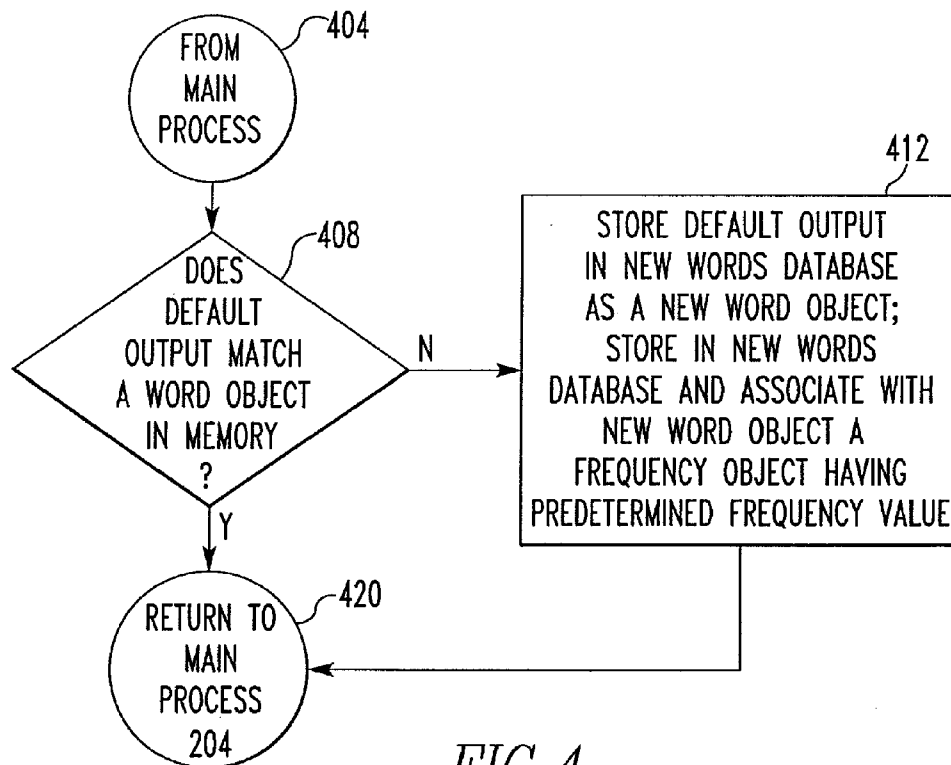 FROM
MAIN
PROCESS
404
DOES
DEFAULT
OUTPUT MATCH
A WORD OBJECT
IN MEMORY
?
408
N
Y
412
STORE DEFAULT OUTPUT
IN NEW WORDS DATABASE
AS A NEW WORD OBJECT;
STORE IN NEW WORDS
DATABASE AND ASSOCIATE WITH
NEW WORD OBJECT A
FREQUENCY OBJECT HAVING
PREDETERMINED FREQUENCY VALUE
RETURN TO
MAIN
PROCESS
204
420
FIG. 4